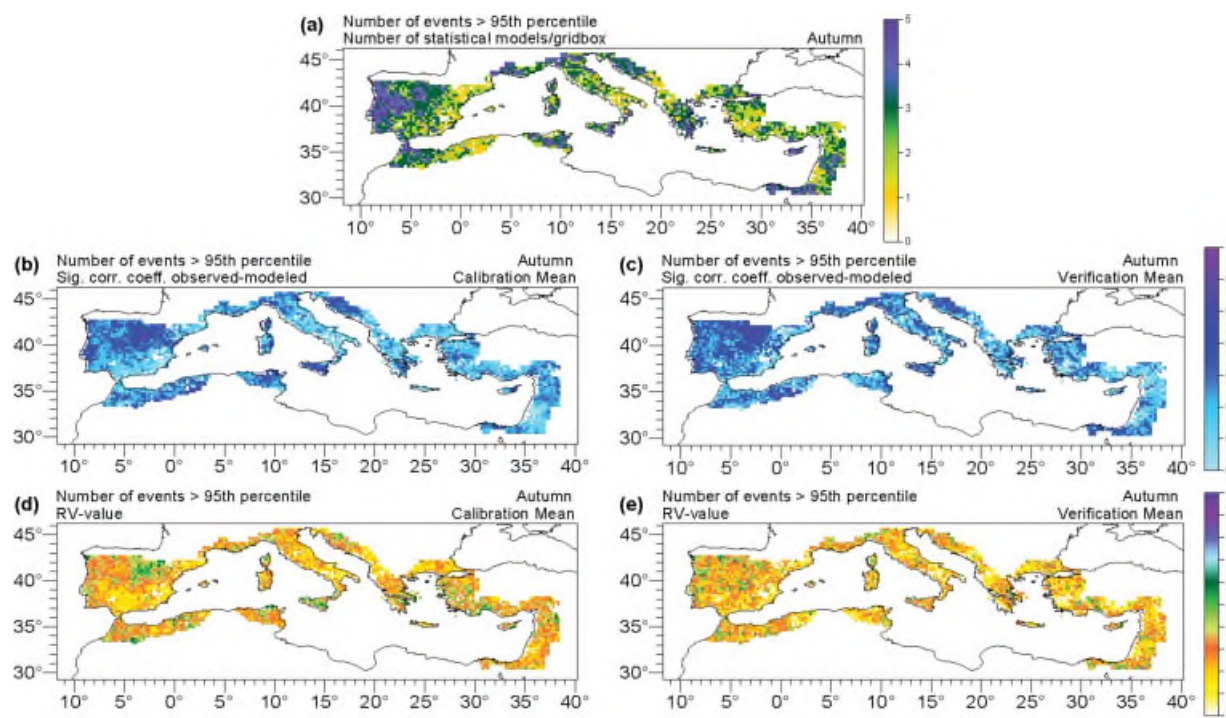 (a) Number of events > 95th percentile
Number of statistical models/gridbox Autumn
45°
40°
35°
30°
10° 5° 0° 5° 10° 15° 20° 25° 30° 35° 40°
5
4
3
2
1
0
(b) Number of events > 95th percentile Autumn
Sig. corr. coeff. observed-modeled Calibration Mean
45°
40°
35°
30°
10° 5° 0° 5° 10° 15° 20° 25° 30° 35° 40°
(c) Number of events > 95th percentile Autumn
Sig. corr. coeff. observed-modeled Verification Mean
45°
40°
35°
30°
10° 5° 0° 5° 10° 15° 20° 25° 30° 35° 40°
(d) Number of events > 95th percentile Autumn
RV-value Calibration Mean
45°
40°
35°
30°
10° 5° 0° 5° 10° 15° 20° 25° 30° 35° 40°
(e) Number of events > 95th percentile Autumn
RV-value Verification Mean
45°
40°
35°
30°
10° 5° 0° 5° 10° 15° 20° 25° 30° 35° 40°